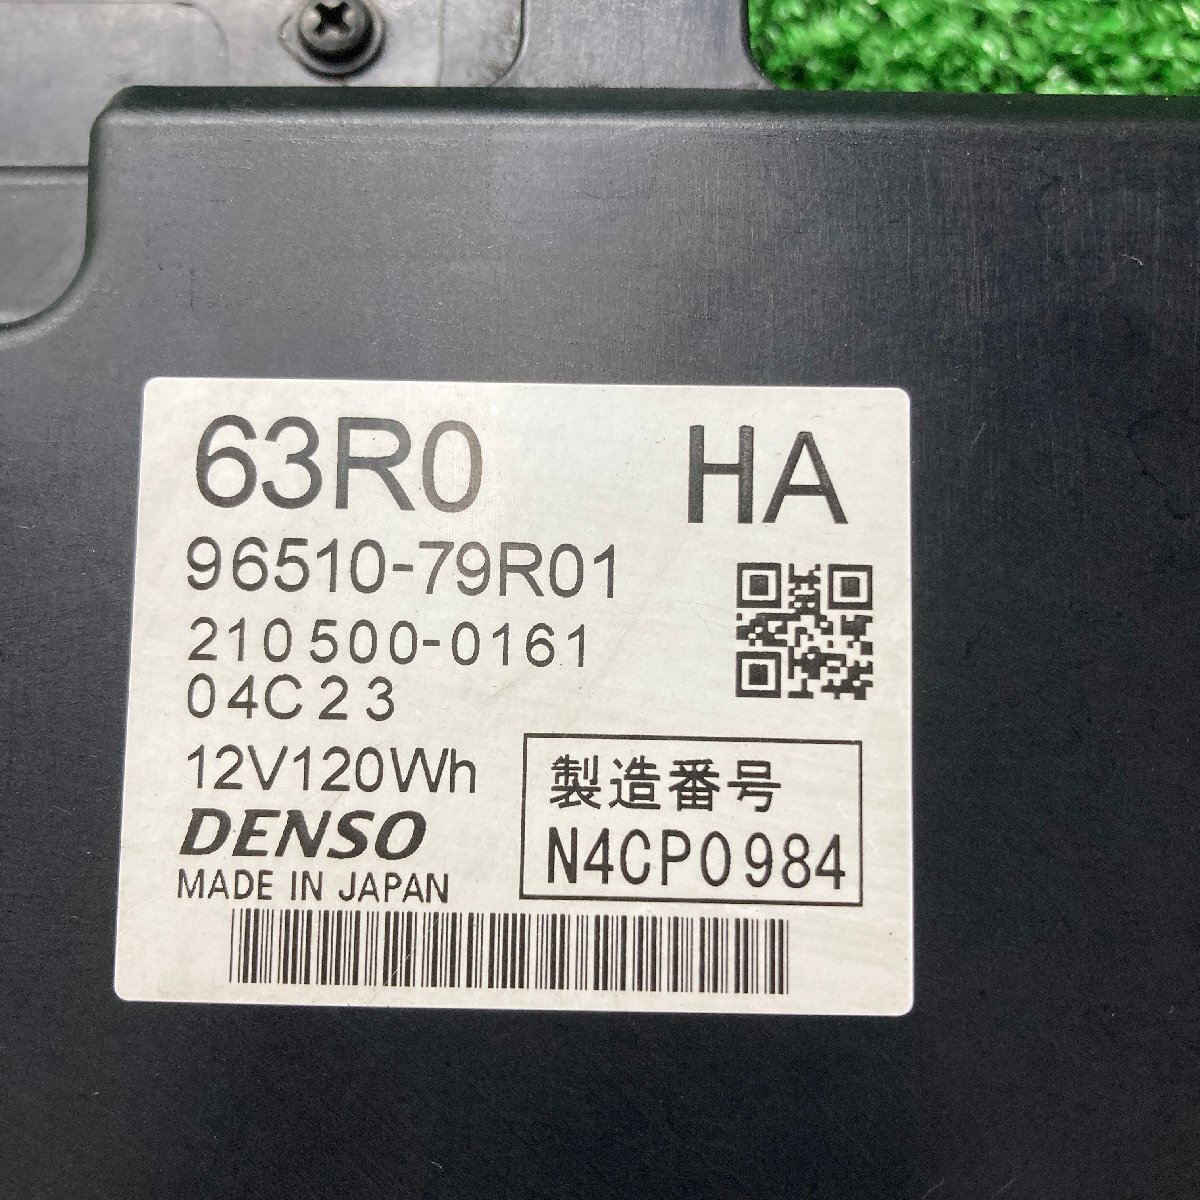 63R0 HA
96510-79R01
210500-0161
04C23
12V120Wh
DENSO
MADE IN JAPAN
製造番号
N4CP0984